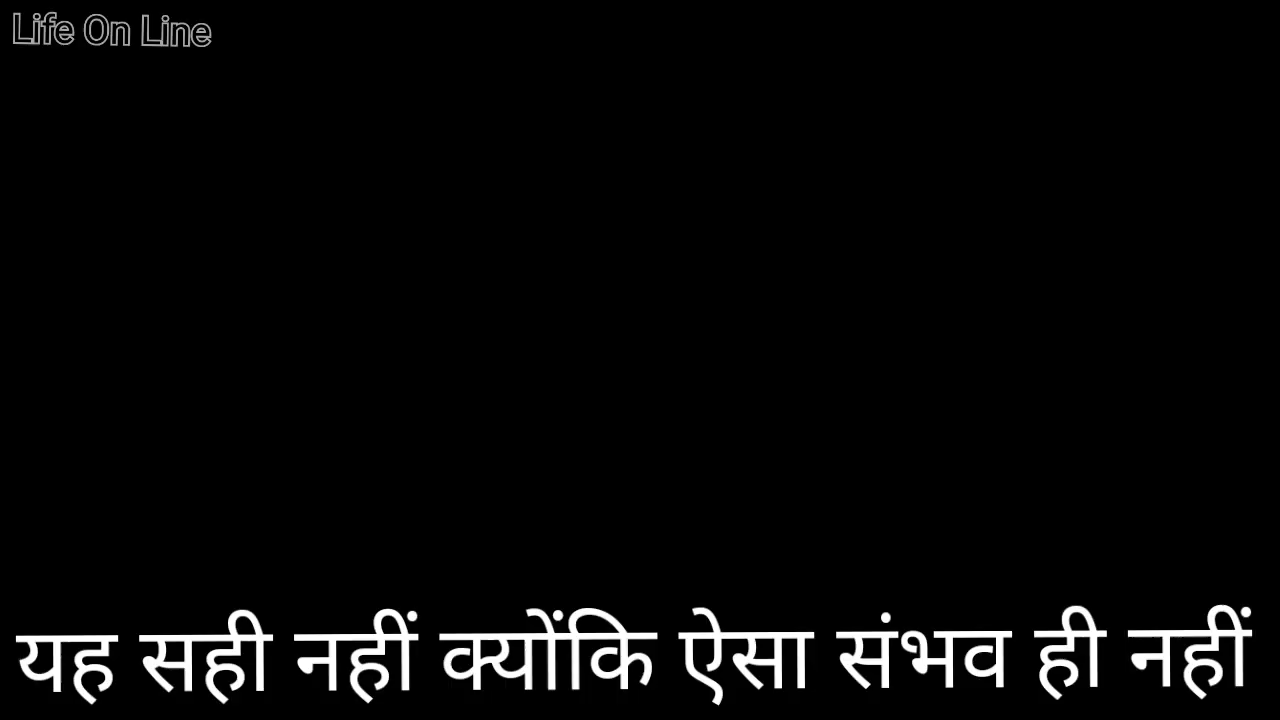 Life On Line
यह सही नहीं क्योंकि ऐसा संभव ही नहीं